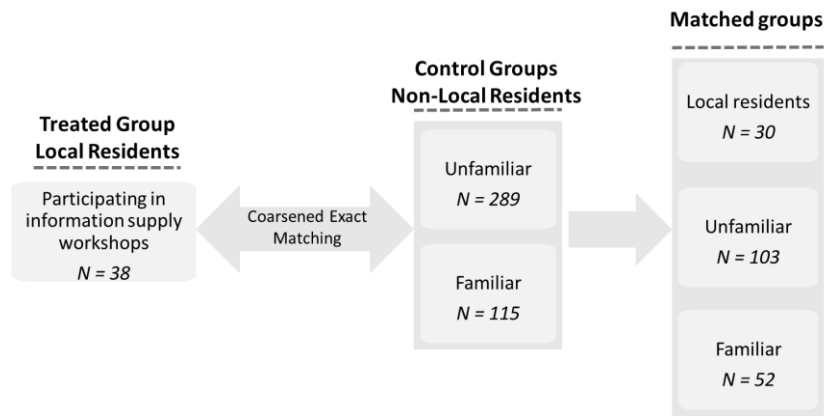 Treated Group
Local Residents
Participating in
information supply
workshops
N = 38
Coarsened Exact
Matching
Control Groups
Non-Local Residents
Unfamiliar
N = 289
Familiar
N = 115
Matched groups
Local residents
N = 30
Unfamiliar
N = 103
Familiar
N = 52